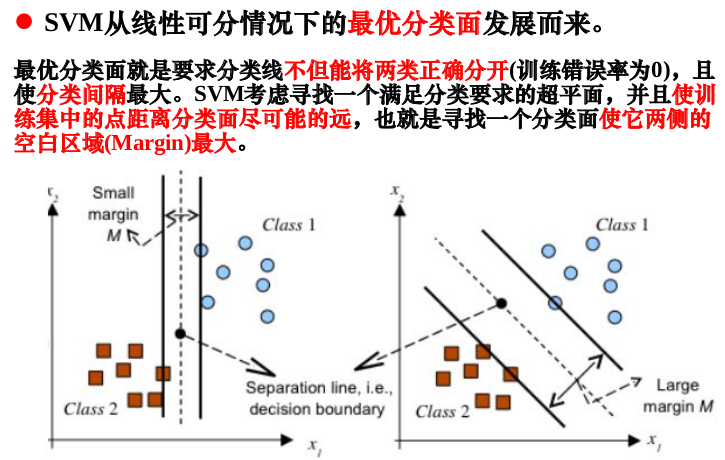 ● SVM从线性可分情况下的最优分类面发展而来。
最优分类面就是要求分类线不但能将两类正确分开(训练错误率为0)，且
使分类间隔最大。SVM考虑寻找一个满足分类要求的超平面，并且使训
练集中的点距离分类面尽可能的远，也就是寻找一个分类面使它两侧的
空白区域(Margin)最大。
x2
Small
margin
M
Class 1
Class 2
x1
Separation line, i.e.,
decision boundary
x2
Class 1
Class 2
Large
margin M
x1